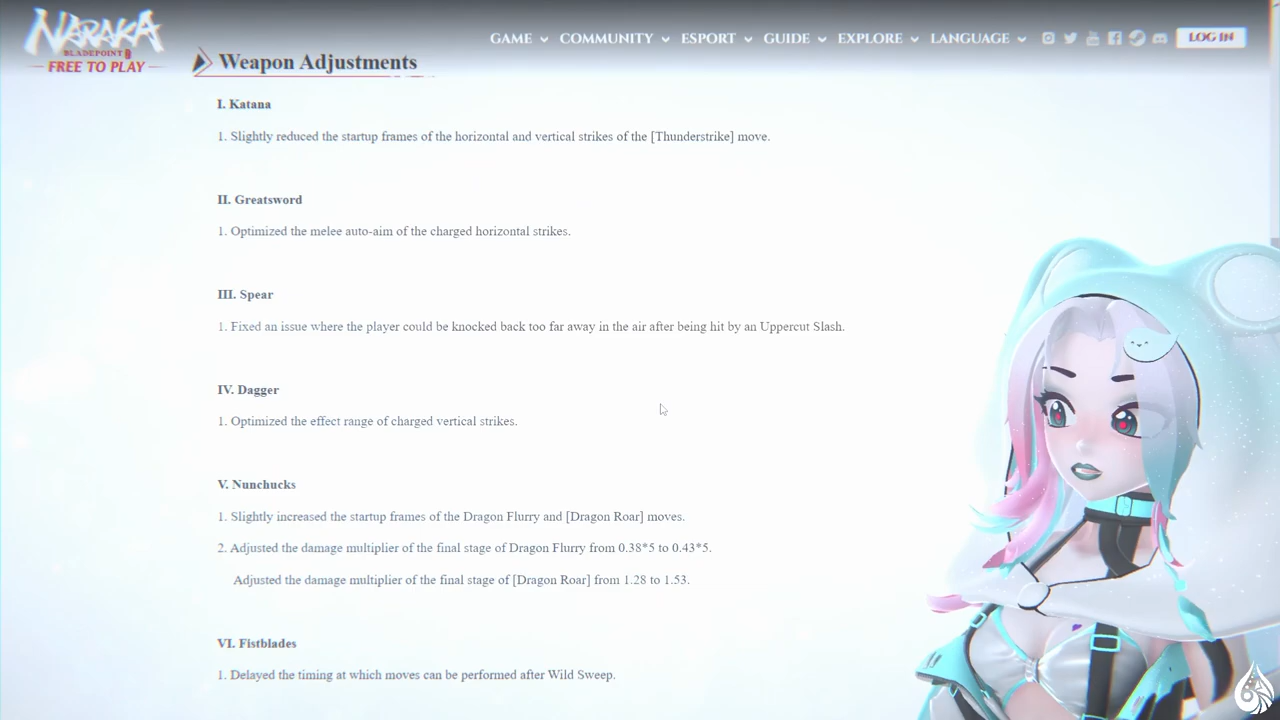 NARAKA
BLADEPOINT
FREE TO PLAY
GAME COMMUNITY ESPORT GUIDE EXPLORE LANGUAGE LOG IN
Weapon Adjustments
I. Katana
1. Slightly reduced the startup frames of the horizontal and vertical strikes of the [Thunderstrike] move.
II. Greatsword
1. Optimized the melee auto-aim of the charged horizontal strikes.
III. Spear
1. Fixed an issue where the player could be knocked back too far away in the air after being hit by an Uppercut Slash.
IV. Dagger
1. Optimized the effect range of charged vertical strikes.
V. Nunchucks
1. Slightly increased the startup frames of the Dragon Flurry and [Dragon Roar] moves.
2. Adjusted the damage multiplier of the final stage of Dragon Flurry from 0.38*5 to 0.43*5.
Adjusted the damage multiplier of the final stage of [Dragon Roar] from 1.28 to 1.53.
VI. Fistblades
1. Delayed the timing at which moves can be performed after Wild Sweep.